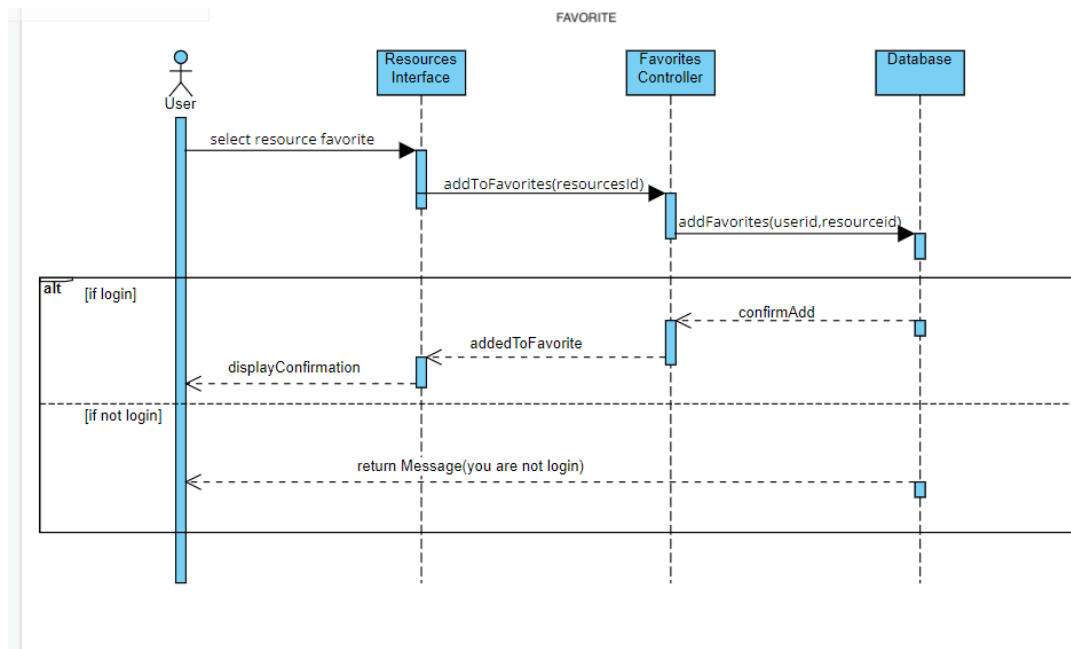 FAVORITE
User
Resources
Interface
Favorites
Controller
Database
select resource favorite
addToFavorites(resourcesId)
addFavorites(userid,resourceid)
alt
[if login]
confirmAdd
addedToFavorite
displayConfirmation
[if not login]
return Message(you are not login)